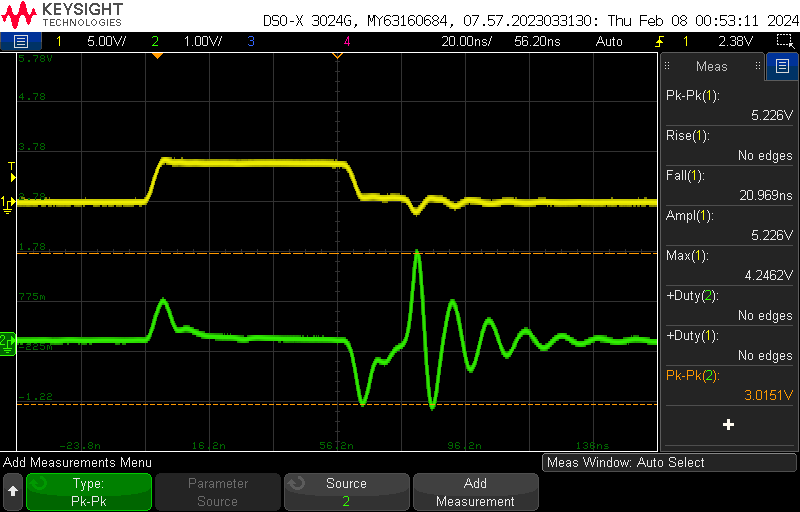 KEYSIGHT
TECHNOLOGIES
DSO-X 3024G, MY63160684, 07.57.2023033130: Thu Feb 08 00:53:11 2024
1 5.00V/ 2 1.00V/ 3 4 20.00ns/ 56.20ns Auto 1 2.38V
5.78V
4.78
3.78
T
1
1.78
775m
2
-225m
-1.22
-23.8n 16.2n 56.2n 96.2n 136ns
Meas
Pk-Pk(1):
5.226V
Rise(1):
No edges
Fall(1):
20.969ns
Ampl(1):
5.226V
Max(1):
4.2462V
+Duty(2):
No edges
+Duty(1):
No edges
Pk-Pk(2):
3.0151V
Add Measurements Menu
Meas Window: Auto Select
Type:
Pk-Pk
Parameter
Source
Source
2
Add
Measurement